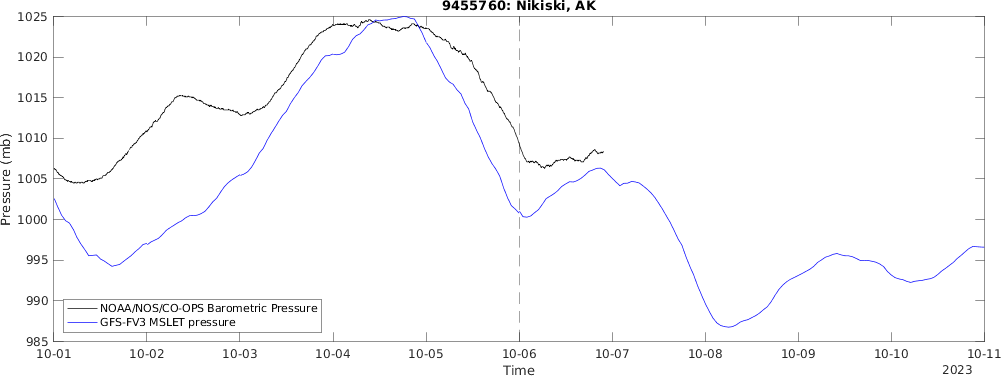 9455760: Nikiski, AK
Pressure (mb)
1025
1020
1015
1010
1005
1000
995
990
985
NOAA/NOS/CO-OPS Barometric Pressure
GFS-FV3 MSLET pressure
10-01 10-02 10-03 10-04 10-05 10-06 10-07 10-08 10-09 10-10 10-11
Time
2023